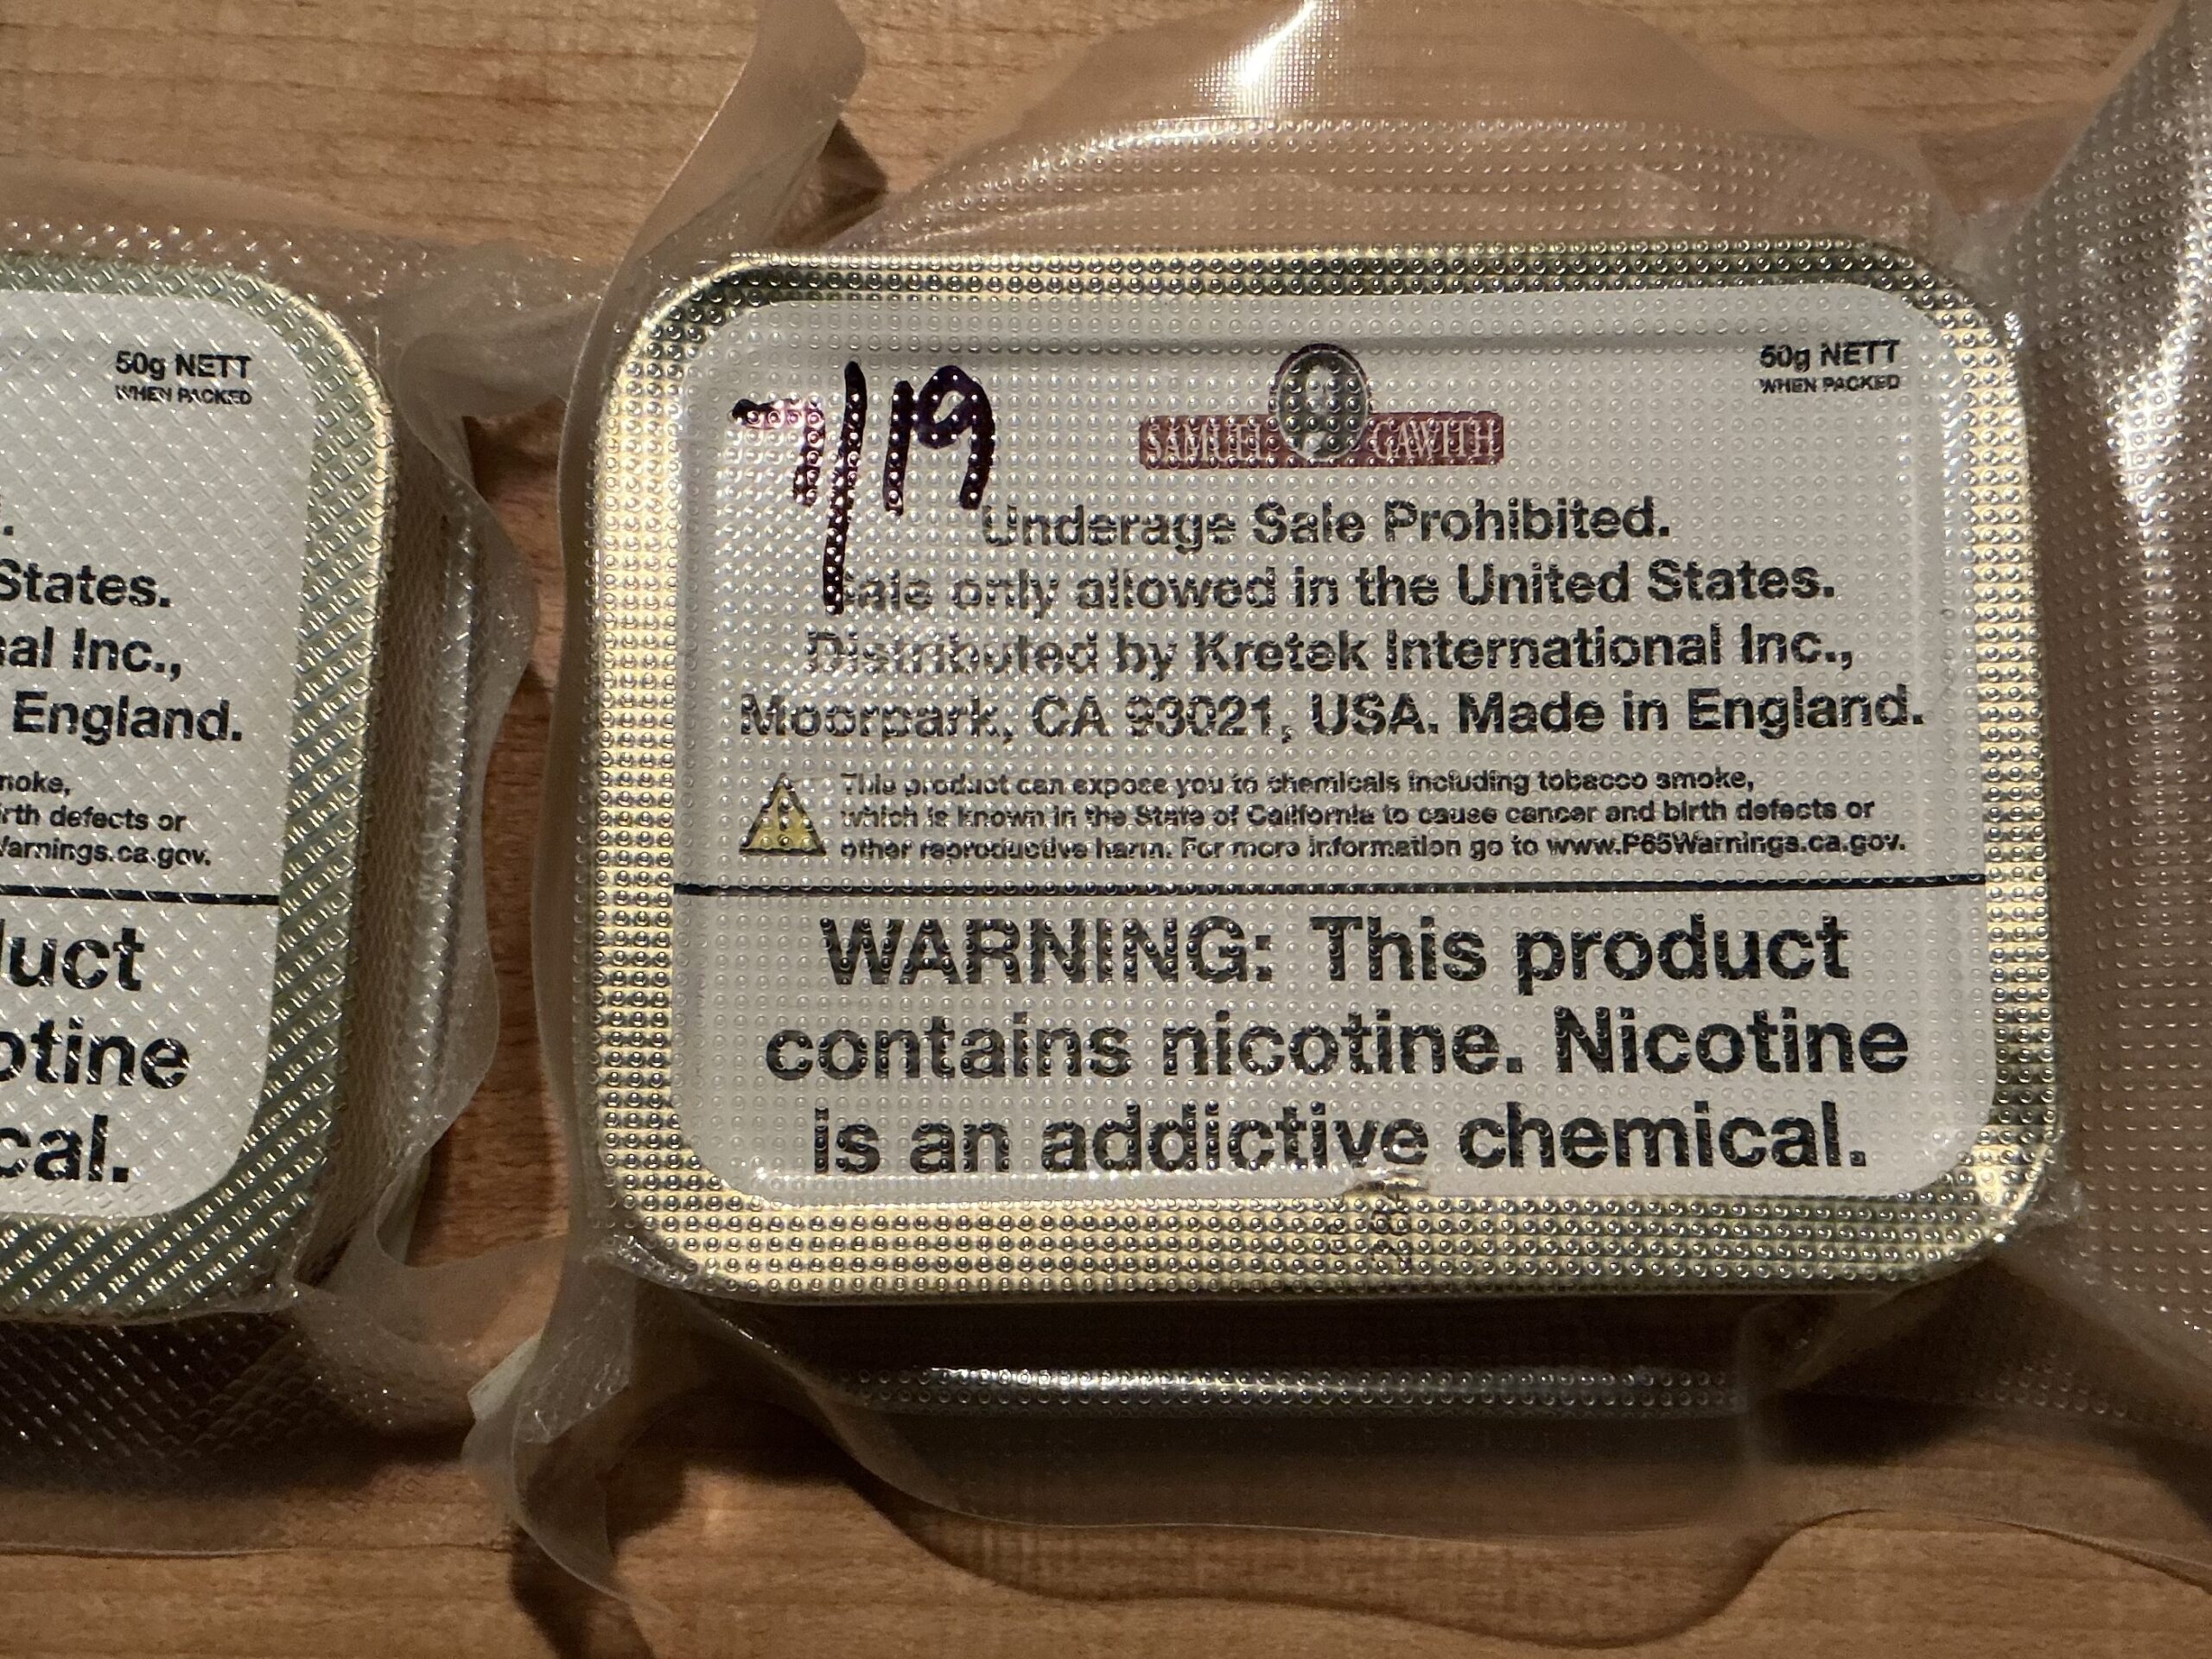 50g NETT
WHEN PACKED
.
States.
al Inc.,
England.
moke,
rth defects or
Warnings.ca.gov.
duct
otine
cal.
7/19
SAMUEL GAWITH
50g NETT
WHEN PACKED
Underage Sale Prohibited.
Sale only allowed in the United States.
Distributed by Kretek International Inc.,
Moorpark, CA 93021, USA. Made in England.
This product can expose you to chemicals including tobacco smoke,
which is known in the State of California to cause cancer and birth defects or
other reproductive harm. For more information go to www.P65Warnings.ca.gov.
WARNING: This product
contains nicotine. Nicotine
is an addictive chemical.